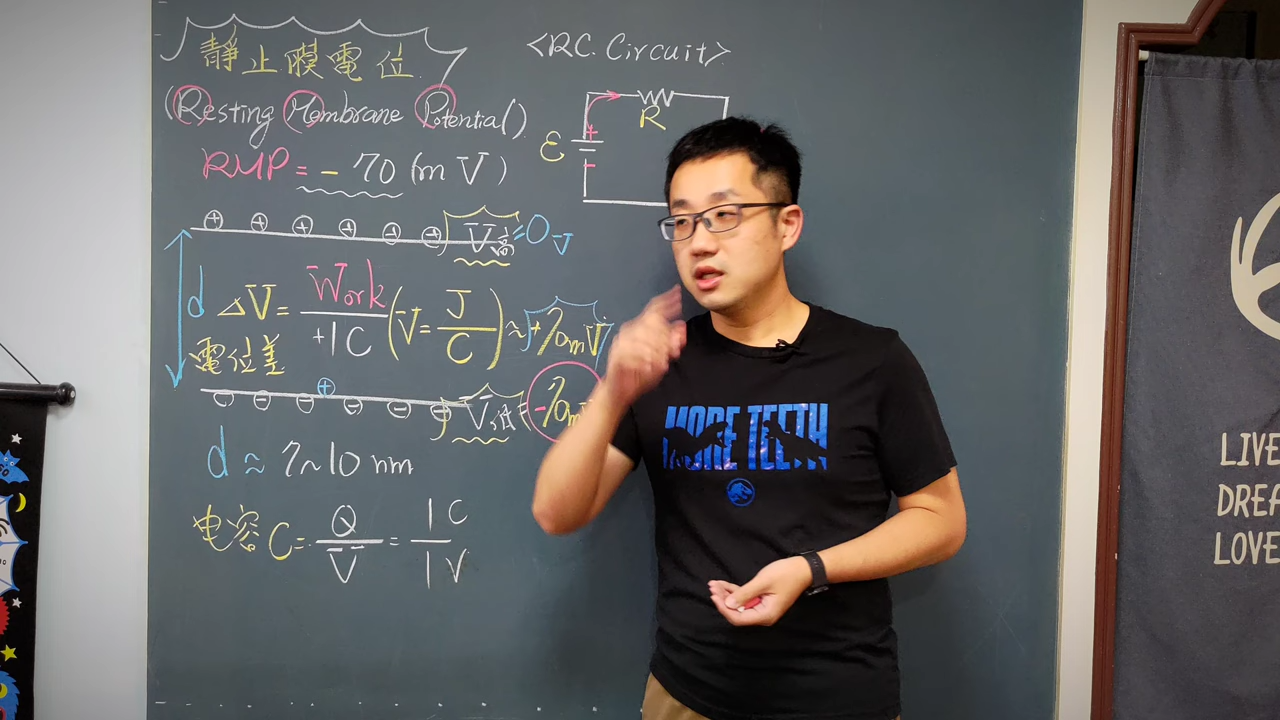 靜止膜電位
(Resting Membrane Potential)
RMP = - 70 (mV)
⊕ ⊕ ⊕ ⊕ ⊕ ⊕ V高 = 0V
d
ΔV = Work / +1C (V = J / C) ≈ +70mV
電位差
⊕
⊖ ⊖ ⊖ ⊖ ⊖ ⊖ V低 = -70m
d ≈ 7~10 nm
电容 C = Q / V = 1C / 1V
<RC. Circuit>
R
ε
+
-
MORE TEETH
LIVE
DREA
LOVE